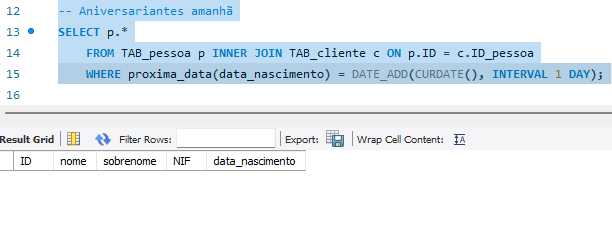 12 -- Aniversariantes amanhã
13 SELECT p.*
14 FROM TAB_pessoa p INNER JOIN TAB_cliente c ON p.ID = c.ID_pessoa
15 WHERE proxima_data(data_nascimento) = DATE_ADD(CURDATE(), INTERVAL 1 DAY);
16
Result Grid Filter Rows: Export: Wrap Cell Content:
ID nome sobrenome NIF data_nascimento